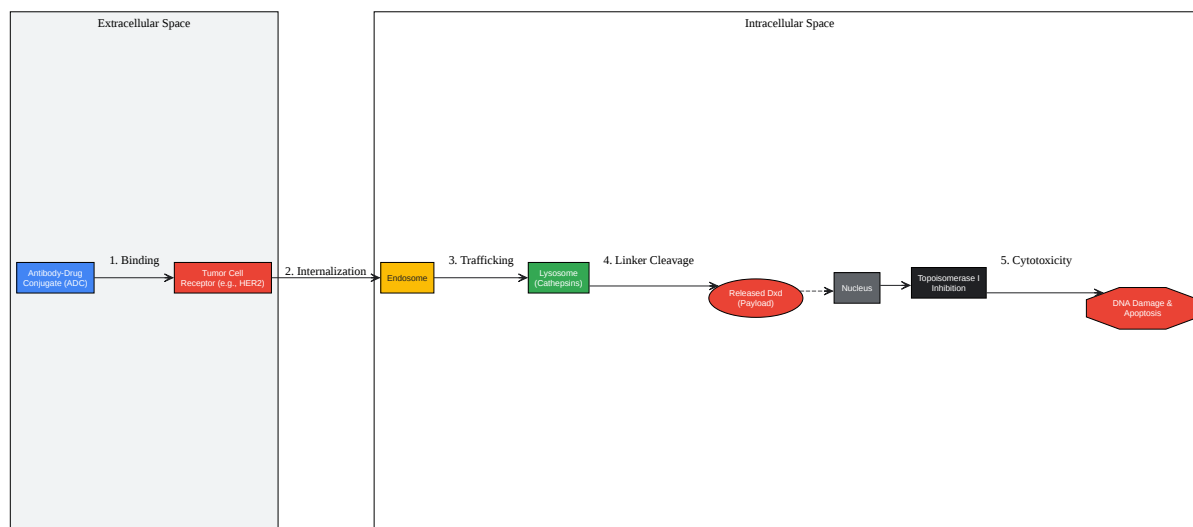 Extracellular Space
Intracellular Space
Antibody-Drug
Conjugate (ADC)
1. Binding
Tumor Cell
Receptor (e.g., HER2)
2. Internalization
Endosome
3. Trafficking
Lysosome
(Cathepsins)
4. Linker Cleavage
Released Dxd
(Payload)
Nucleus
Topoisomerase I
Inhibition
5. Cytotoxicity
DNA Damage &
Apoptosis